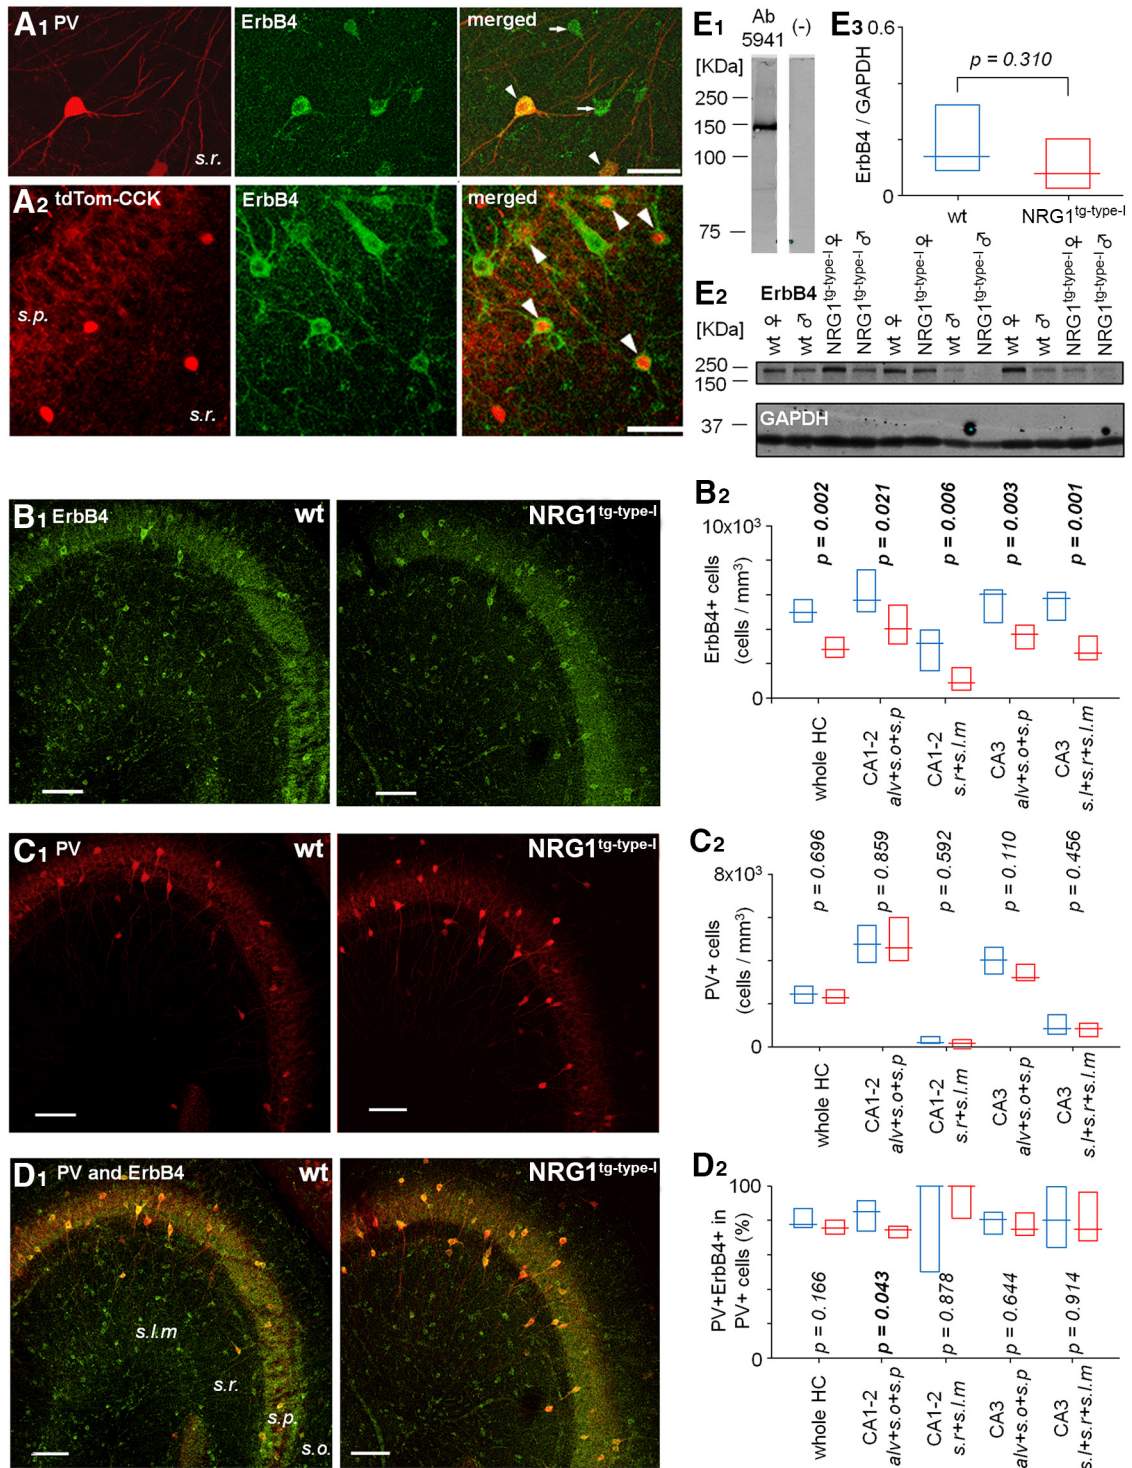 A1 PV
ErbB4
merged
s.r.
A2 tdTom-CCK
ErbB4
merged
s.p.
s.r.
E1
Ab
5941
(-)
[KDa]
250
150
100
75
E3
ErbB4 / GAPDH
0.6
0
p = 0.310
wt
NRG1tg-type-I
E2
ErbB4
[KDa]
wt ♀
wt ♂
NRG1tg-type-I ♀
NRG1tg-type-I ♂
wt ♀
NRG1tg-type-I ♀
wt ♂
NRG1tg-type-I ♂
wt ♀
wt ♂
NRG1tg-type-I ♀
NRG1tg-type-I ♂
250
150
37
GAPDH
B1 ErbB4
wt
NRG1tg-type-I
B2
ErbB4+ cells
(cells / mm³)
10x10³
0
p = 0.002
p = 0.021
p = 0.006
p = 0.003
p = 0.001
whole HC
CA1-2
alv+s.o+s.p
CA1-2
s.r+s.l.m
CA3
alv+s.o+s.p
CA3
s.l+s.r+s.l.m
C1 PV
wt
NRG1tg-type-I
C2
PV+ cells
(cells / mm³)
8x10³
0
p = 0.696
p = 0.859
p = 0.592
p = 0.110
p = 0.456
whole HC
CA1-2
alv+s.o+s.p
CA1-2
s.r+s.l.m
CA3
alv+s.o+s.p
CA3
s.l+s.r+s.l.m
D1 PV and ErbB4
wt
NRG1tg-type-I
s.l.m
s.r.
s.p.
s.o.
D2
PV+ErbB4+ in
PV+ cells (%)
100
0
p = 0.166
p = 0.043
p = 0.878
p = 0.644
p = 0.914
whole HC
CA1-2
alv+s.o+s.p
CA1-2
s.r+s.l.m
CA3
alv+s.o+s.p
CA3
s.l+s.r+s.l.m